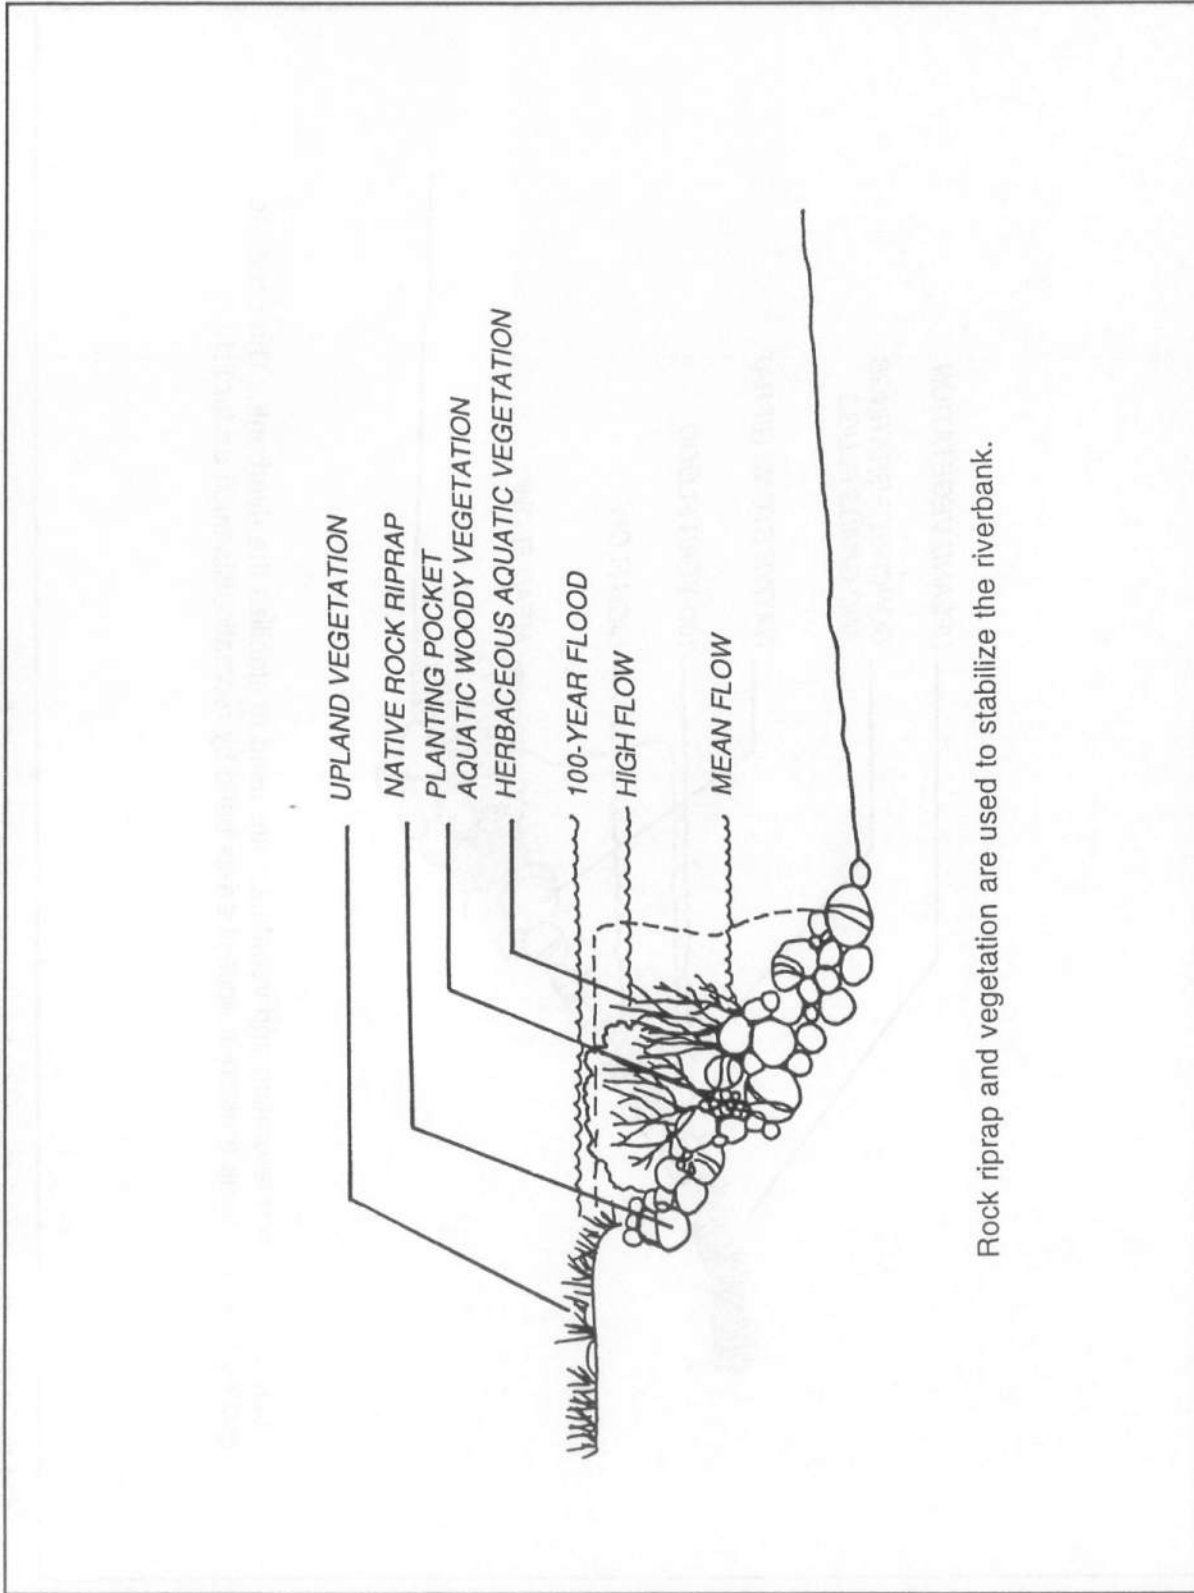 UPLAND VEGETATION
NATIVE ROCK RIPRAP
PLANTING POCKET
AQUATIC WOODY VEGETATION
HERBACEOUS AQUATIC VEGETATION
100-YEAR FLOOD
HIGH FLOW
MEAN FLOW
Rock riprap and vegetation are used to stabilize the riverbank.